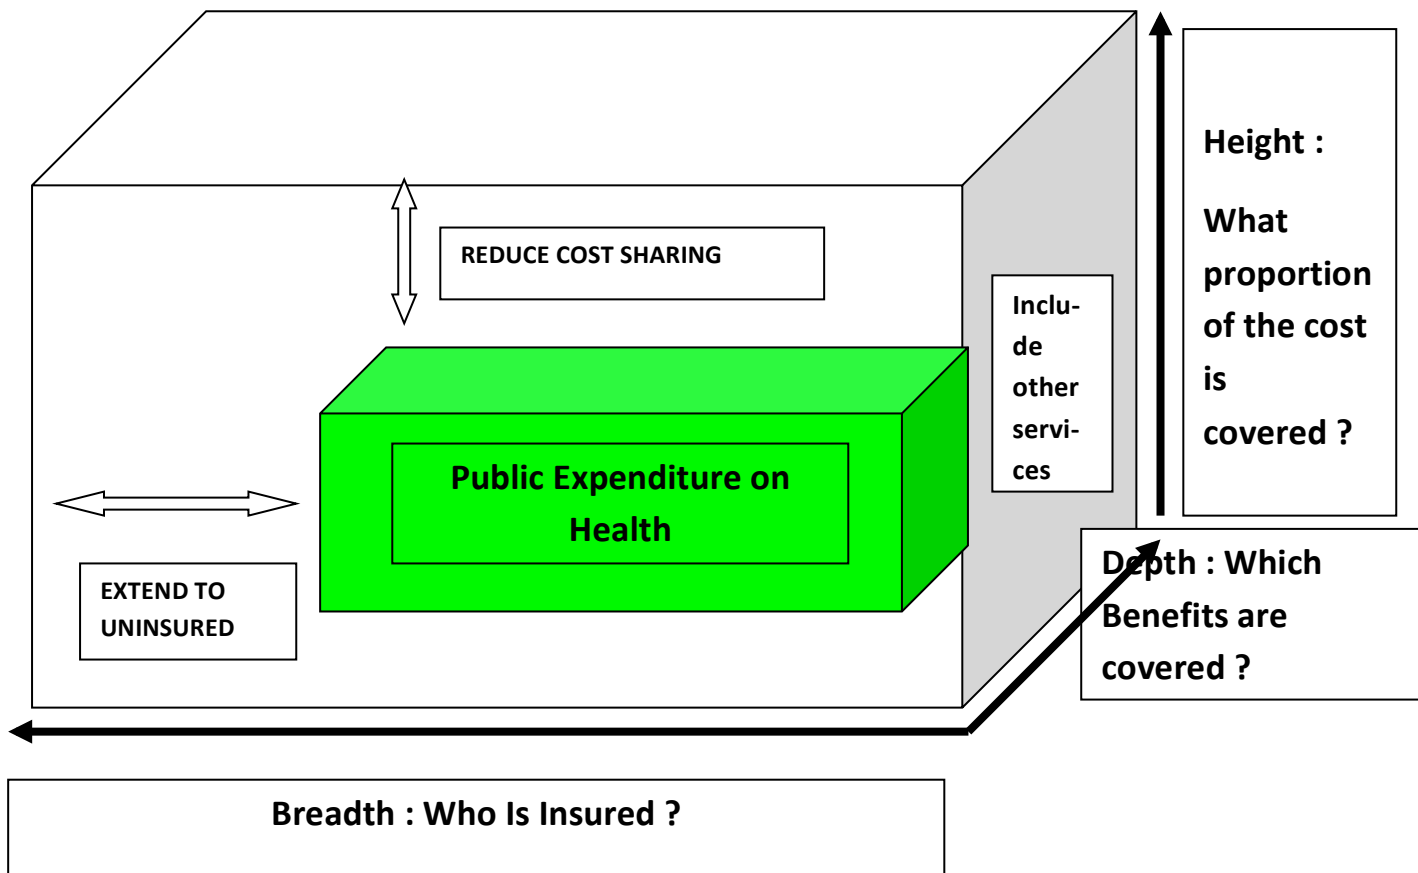 REDUCE COST SHARING
Height :
What
proportion
of the cost
is
covered ?
Inclu-
de
other
servi-
ces
Public Expenditure on
Health
EXTEND TO
UNINSURED
Depth : Which
Benefits are
covered ?
Breadth : Who Is Insured ?